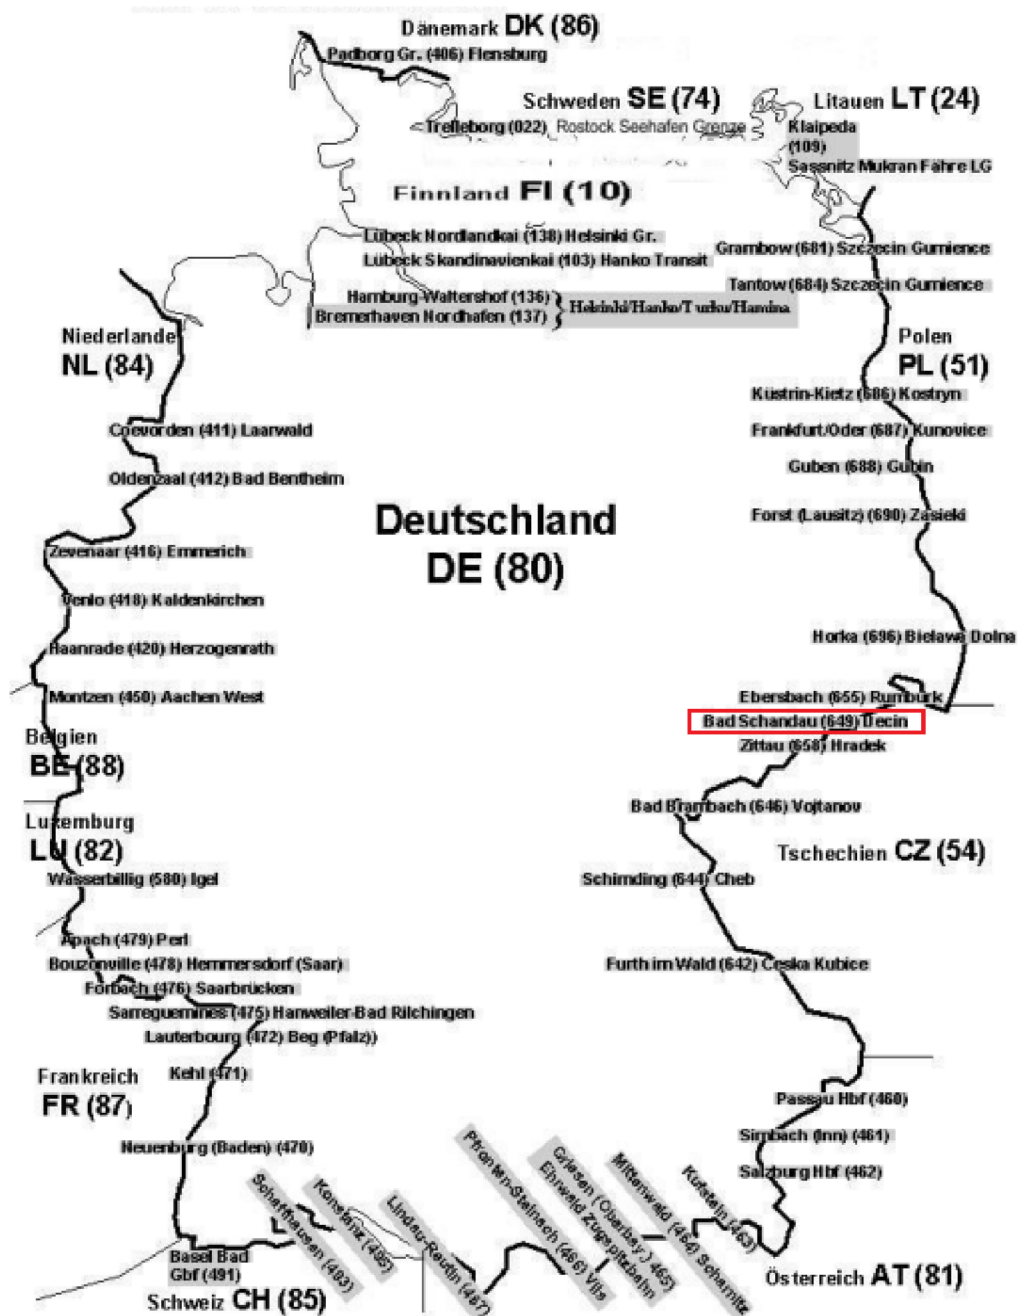 Dänemark DK (86)
Padborg Gr. (406) Flensburg
Schweden SE (74)
Litauen LT (24)
Trelleborg (022) Rostock Seehafen Grenze
Klaipeda
(109)
Sassnitz Mukran Fähre LG
Finnland FI (10)
Lübeck Nordlandkai (138) Helsinki Gr.
Lübeck Skandinavienkai (103) Hanko Transit
Hamburg-Waltershof (136)
Bremerhaven Nordhafen (137)
Helsinki/Hanko/Turku/Hamina
Grambow (681) Szczecin Gumience
Tantow (684) Szczecin Gumience
Niederlande
NL (84)
Polen
PL (51)
Küstrin-Kietz (686) Kostryn
Coevorden (411) Laarwald
Frankfurt/Oder (687) Kunovice
Oldenzaal (412) Bad Bentheim
Guben (688) Gubin
Deutschland
DE (80)
Forst (Lausitz) (690) Zasieki
Zevenaar (416) Emmerich
Venlo (418) Kaldenkirchen
Haanrade (420) Herzogenrath
Horka (696) Bielawa Dolna
Montzen (450) Aachen West
Ebersbach (655) Rumburk
Bad Schandau (649) Decin
Zittau (658) Hradek
Belgien
BE (88)
Bad Brambach (646) Vojtanov
Luxemburg
LU (82)
Tschechien CZ (54)
Wasserbillig (580) Igel
Schirnding (644) Cheb
Apach (479) Perl
Bouzonville (478) Hemmersdorf (Saar)
Furth im Wald (642) Ceska Kubice
Forbach (476) Saarbrücken
Sarreguemines (475) Hanweiler-Bad Rilchingen
Lauterbourg (472) Beg (Pfalz))
Frankreich
FR (87)
Kehl (471)
Passau Hbf (460)
Neuenburg (Baden) (470)
Simbach (Inn) (461)
Salzburg Hbf (462)
Schaffhausen (493)
Konstanz (495)
Lindau-Reutin (467)
Pfronten-Steinach (466) Vils
Griesen (Oberbay.) 465)
Ehrwald Zugspitzbahn
Mittenwald (464) Scharnitz
Kufstein (463)
Basel Bad
Gbf (491)
Schweiz CH (85)
Österreich AT (81)